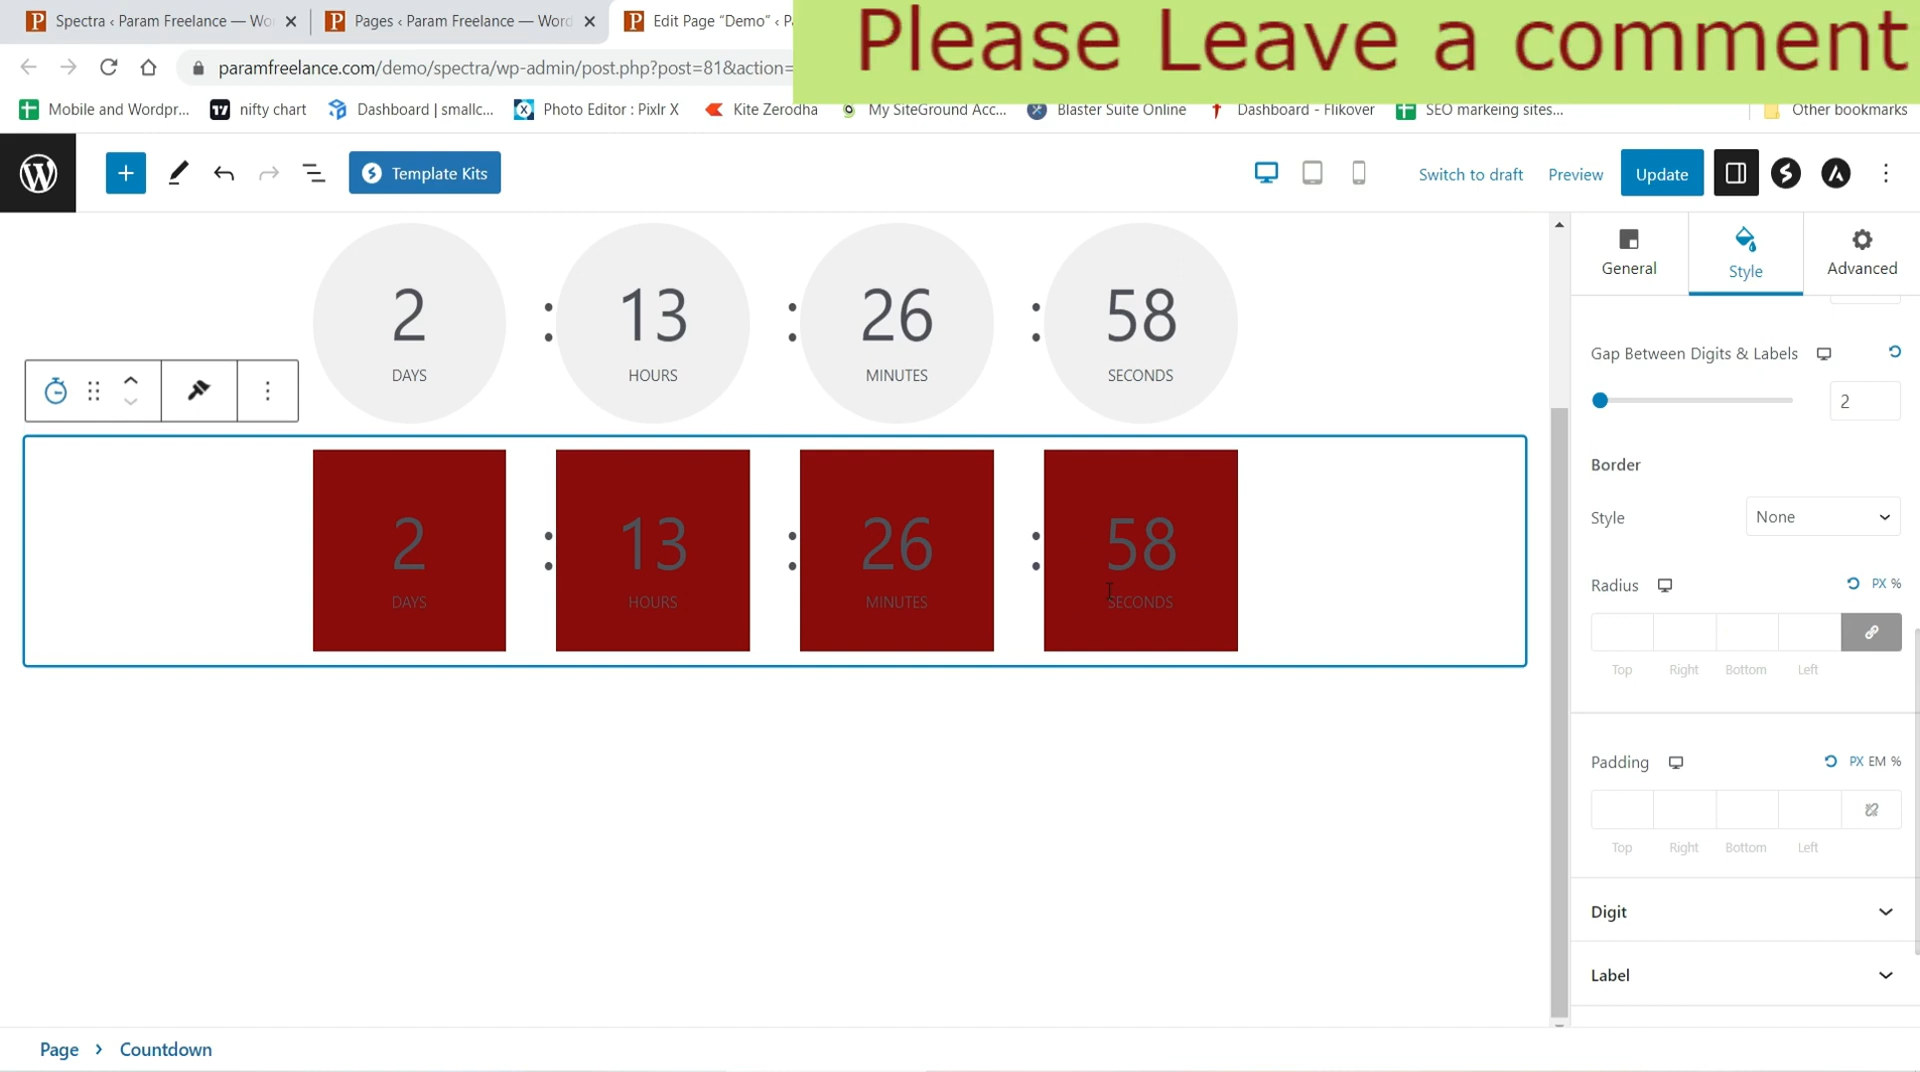 Spectra ‹ Param Freelance — Wo
Pages ‹ Param Freelance — Word
Edit Page “Demo” ‹ P
Please Leave a comment
paramfreelance.com/demo/spectra/wp-admin/post.php?post=81&action=
Mobile and Wordpr...
nifty chart
Dashboard | smallc...
Photo Editor : Pixlr X
Kite Zerodha
My SiteGround Acc...
Blaster Suite Online
Dashboard - Flikover
SEO markeing sites...
Other bookmarks
Template Kits
Switch to draft
Preview
Update
General
Style
Advanced
2 : 13 : 26 : 58
DAYS HOURS MINUTES SECONDS
2 : 13 : 26 : 58
DAYS HOURS MINUTES SECONDS
Gap Between Digits & Labels
2
Border
Style None
Radius PX %
Top Right Bottom Left
Padding PX EM %
Top Right Bottom Left
Digit
Label
Page › Countdown